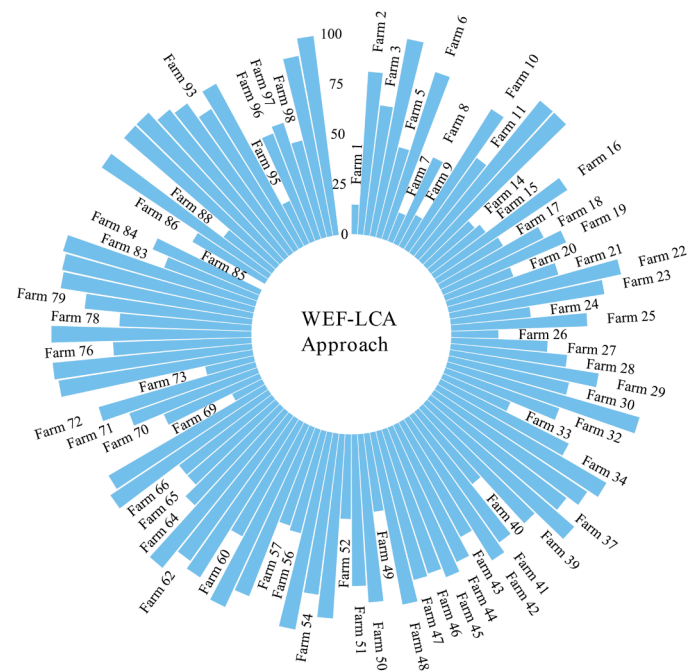 100
75
50
25
0
Farm 1
Farm 2
Farm 3
Farm 5
Farm 6
Farm 7
Farm 8
Farm 9
Farm 10
Farm 11
Farm 14
Farm 15
Farm 16
Farm 17
Farm 18
Farm 19
Farm 20
Farm 21
Farm 22
Farm 23
Farm 24
Farm 25
Farm 26
Farm 27
Farm 28
Farm 29
Farm 30
Farm 32
Farm 33
Farm 34
Farm 37
Farm 39
Farm 40
Farm 41
Farm 42
Farm 43
Farm 44
Farm 45
Farm 46
Farm 47
Farm 48
Farm 49
Farm 50
Farm 51
Farm 52
Farm 54
Farm 56
Farm 57
Farm 60
Farm 62
Farm 64
Farm 65
Farm 66
Farm 69
Farm 70
Farm 71
Farm 72
Farm 73
Farm 76
Farm 78
Farm 79
Farm 83
Farm 84
Farm 85
Farm 86
Farm 88
Farm 93
Farm 95
Farm 96
Farm 97
Farm 98
WEF-LCA
Approach